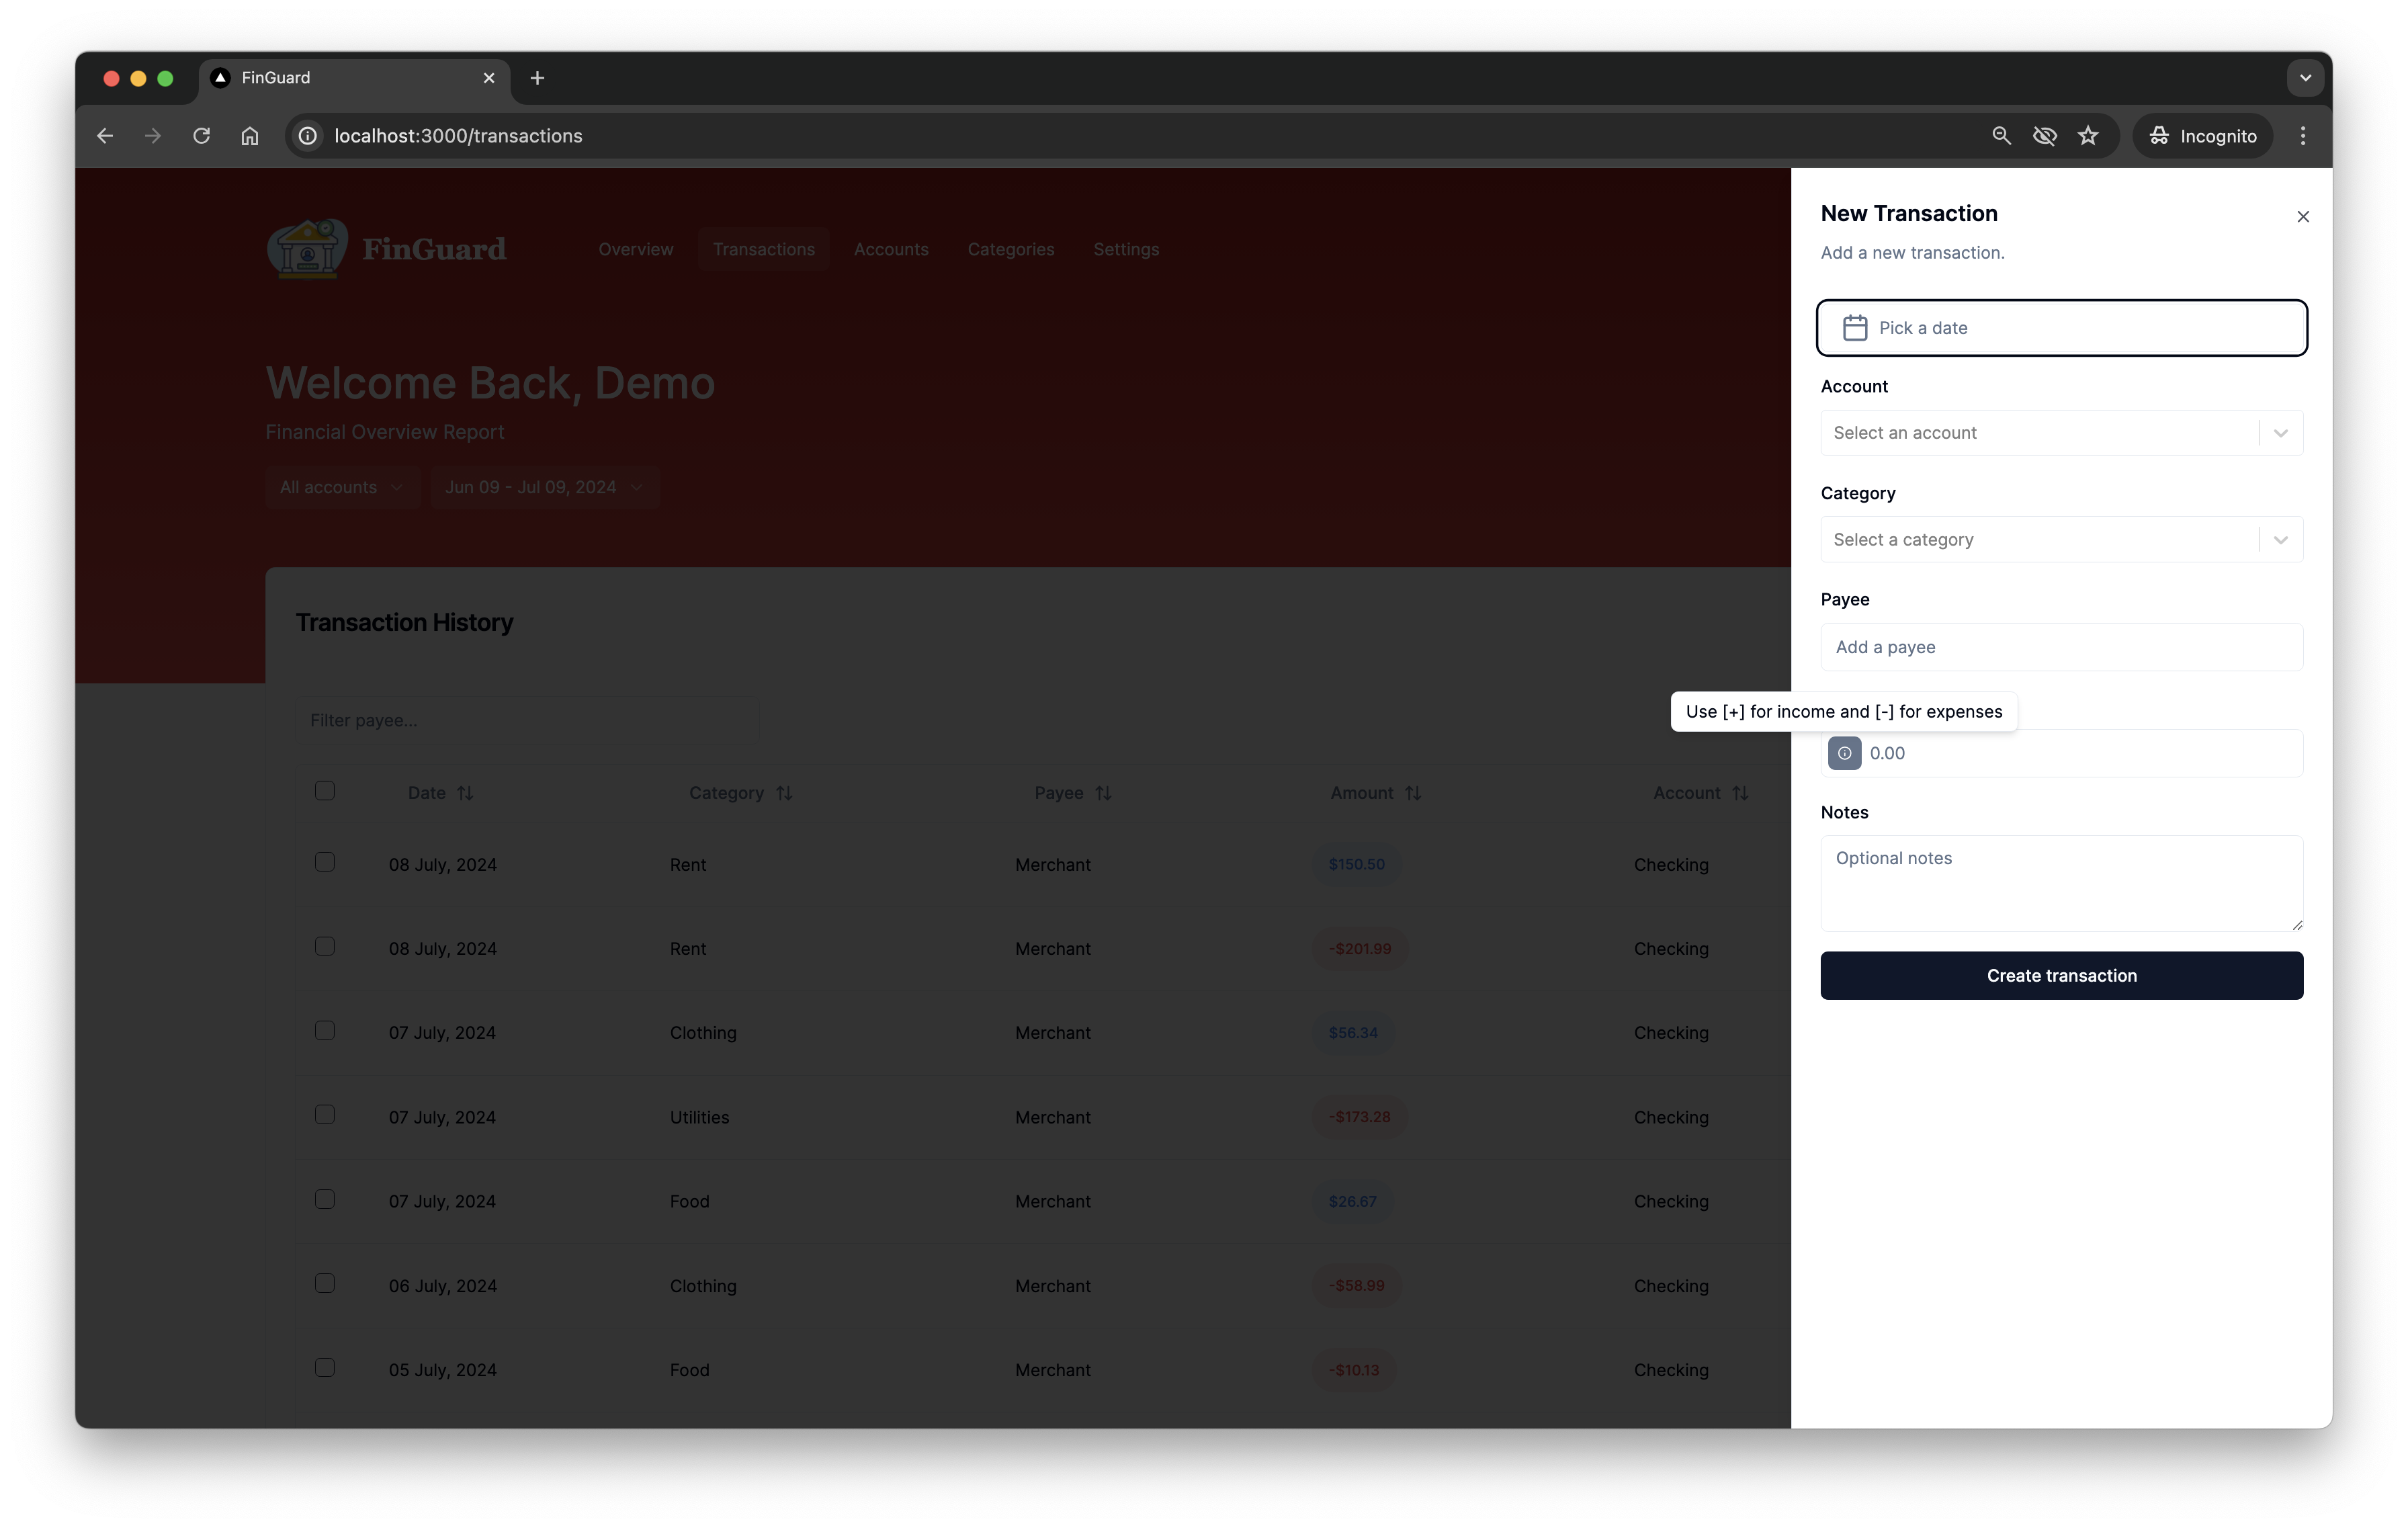 FinGuard
localhost:3000/transactions
Incognito
FinGuard
Overview
Transactions
Accounts
Categories
Settings
Welcome Back, Demo
Financial Overview Report
All accounts
Jun 09 - Jul 09, 2024
Transaction History
Filter payee...
Date Category Payee Amount Account
08 July, 2024 Rent Merchant $150.50 Checking
08 July, 2024 Rent Merchant -$201.99 Checking
07 July, 2024 Clothing Merchant $56.34 Checking
07 July, 2024 Utilities Merchant -$173.28 Checking
07 July, 2024 Food Merchant $26.67 Checking
06 July, 2024 Clothing Merchant -$58.99 Checking
05 July, 2024 Food Merchant -$10.13 Checking
New Transaction
Add a new transaction.
Pick a date
Account
Select an account
Category
Select a category
Payee
Add a payee
Use [+] for income and [-] for expenses
0.00
Notes
Optional notes
Create transaction